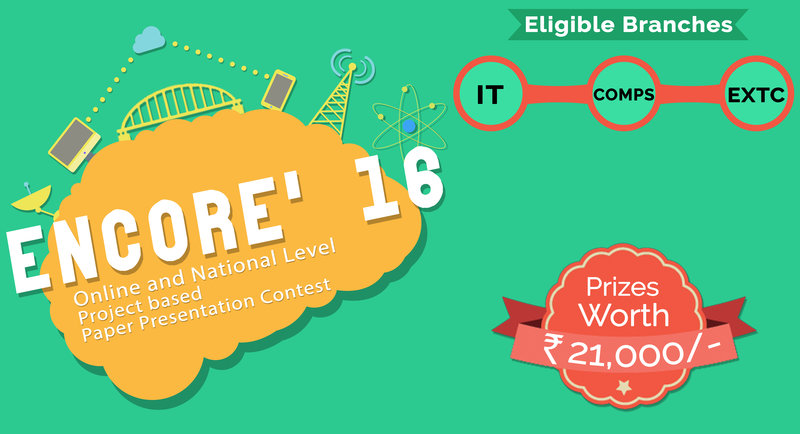 Eligible Branches
IT
COMPS
EXTC
ENCORE' 16
Online and National Level
Project based
Paper Presentation Contest
Prizes
Worth
₹ 21,000/-